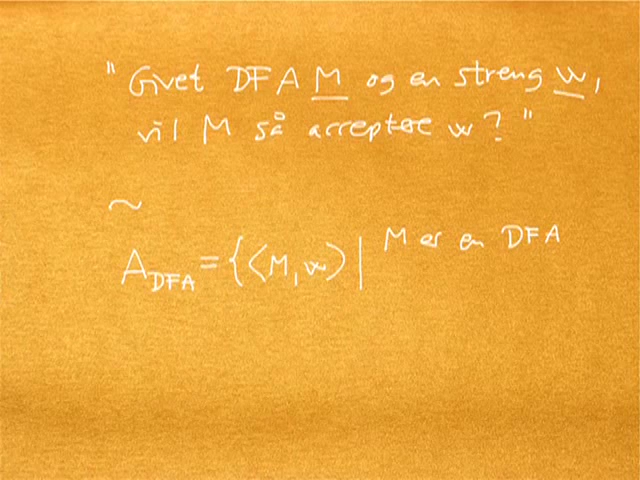 "Givet DFA M og en streng w,
vil M så acceptere w?"
~
A_DFA = {⟨M, w⟩ | M er en DFA